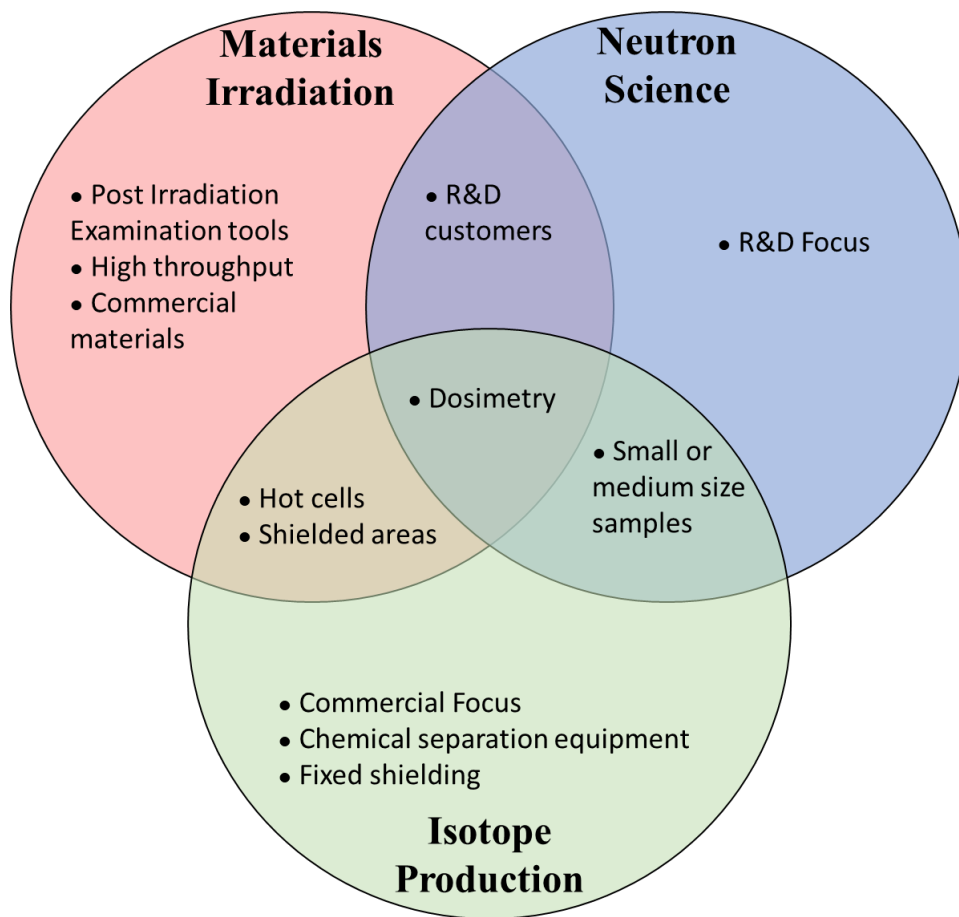 Materials
Irradiation
Neutron
Science
• Post Irradiation
Examination tools
• High throughput
• Commercial
materials
• R&D
customers
• R&D Focus
• Dosimetry
• Small or
medium size
samples
• Hot cells
• Shielded areas
• Commercial Focus
• Chemical separation equipment
• Fixed shielding
Isotope
Production